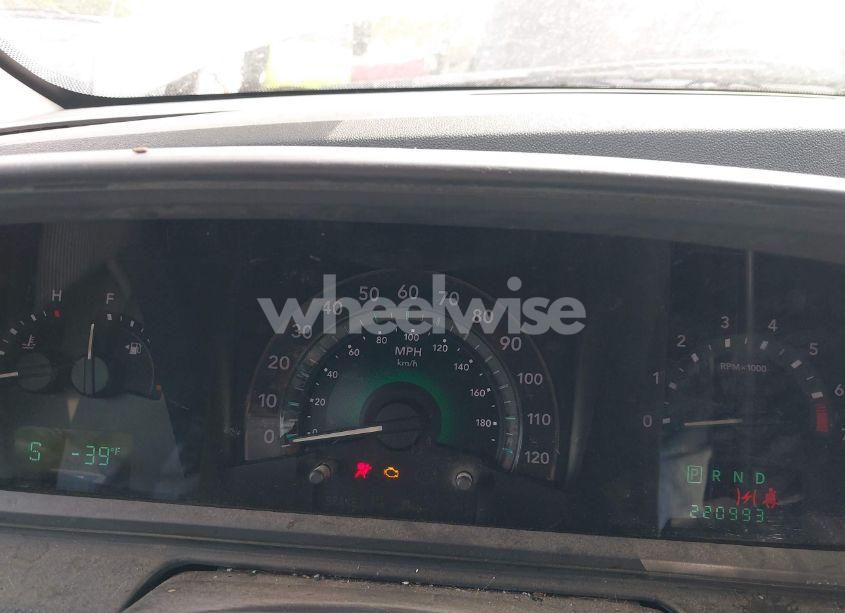 wheelwise
H F
0 10 20 30 40 50 60 70 80 90 100 110 120
20 40 60 80 100 120 140 160 180
MPH
km/h
0 1 2 3 4 5 6
RPM×1000
S -39°F
P R N D
220993